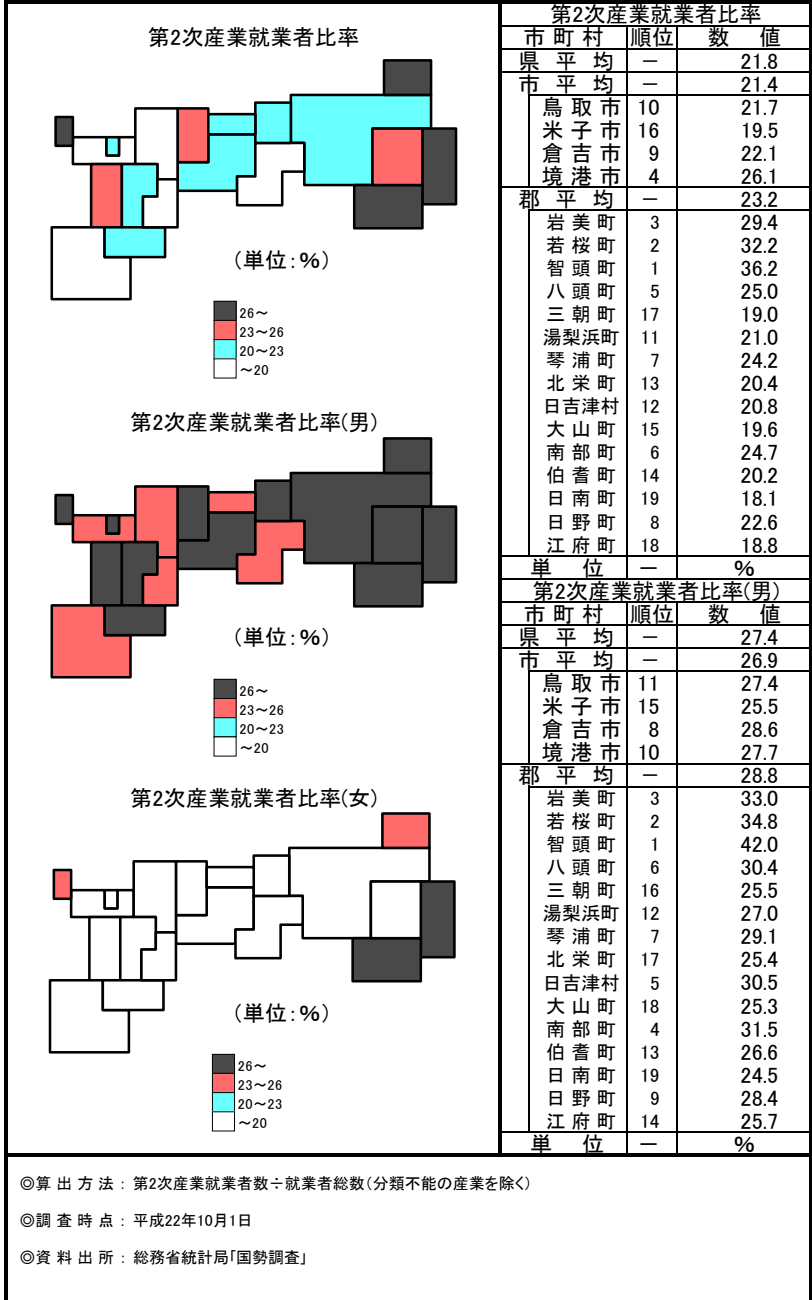 第2次産業就業者比率
(単位:%)
26～
23～26
20～23
～20
第2次産業就業者比率(男)
(単位:%)
26～
23～26
20～23
～20
第2次産業就業者比率(女)
(単位:%)
26～
23～26
20～23
～20
第2次産業就業者比率
市町村 順位 数値
県平均 － 21.8
市平均 － 21.4
鳥取市 10 21.7
米子市 16 19.5
倉吉市 9 22.1
境港市 4 26.1
郡平均 － 23.2
岩美町 3 29.4
若桜町 2 32.2
智頭町 1 36.2
八頭町 5 25.0
三朝町 17 19.0
湯梨浜町 11 21.0
琴浦町 7 24.2
北栄町 13 20.4
日吉津村 12 20.8
大山町 15 19.6
南部町 6 24.7
伯耆町 14 20.2
日南町 19 18.1
日野町 8 22.6
江府町 18 18.8
単位 － %
第2次産業就業者比率(男)
市町村 順位 数値
県平均 － 27.4
市平均 － 26.9
鳥取市 11 27.4
米子市 15 25.5
倉吉市 8 28.6
境港市 10 27.7
郡平均 － 28.8
岩美町 3 33.0
若桜町 2 34.8
智頭町 1 42.0
八頭町 6 30.4
三朝町 16 25.5
湯梨浜町 12 27.0
琴浦町 7 29.1
北栄町 17 25.4
日吉津村 5 30.5
大山町 18 25.3
南部町 4 31.5
伯耆町 13 26.6
日南町 19 24.5
日野町 9 28.4
江府町 14 25.7
単位 － %
◎算出方法：第2次産業就業者数÷就業者総数(分類不能の産業を除く)
◎調査時点：平成22年10月1日
◎資料出所：総務省統計局「国勢調査」